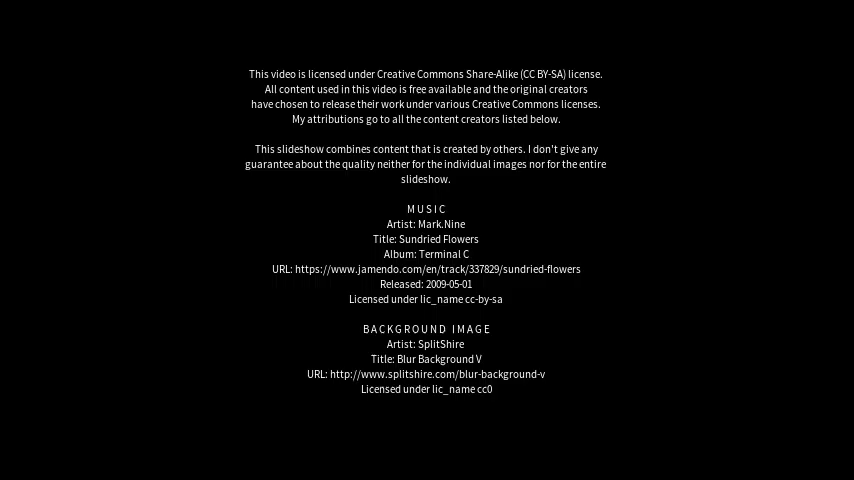 This video is licensed under Creative Commons Share-Alike (CC BY-SA) license.
All content used in this video is free available and the original creators
have chosen to release their work under various Creative Commons licenses.
My attributions go to all the content creators listed below.
This slideshow combines content that is created by others. I don't give any
guarantee about the quality neither for the individual images nor for the entire
slideshow.
MUSIC
Artist: Mark.Nine
Title: Sundried Flowers
Album: Terminal C
URL: https://www.jamendo.com/en/track/337829/sundried-flowers
Released: 2009-05-01
Licensed under lic_name cc-by-sa
BACKGROUND IMAGE
Artist: SplitShire
Title: Blur Background V
URL: http://www.splitshire.com/blur-background-v
Licensed under lic_name cc0